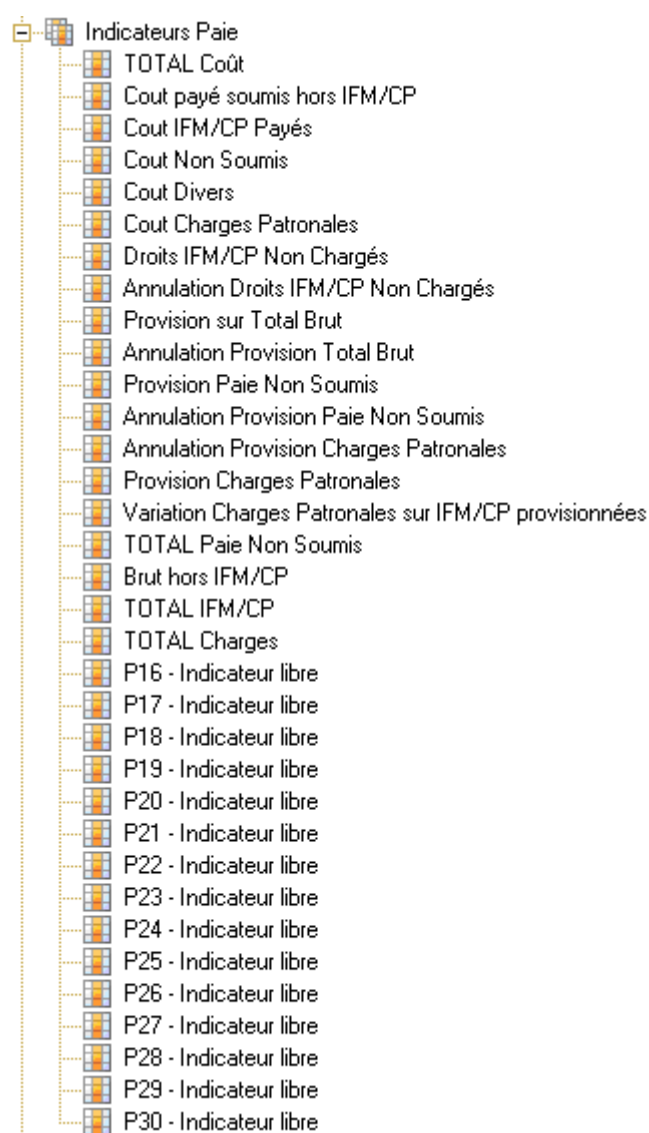 Indicateurs Paie
TOTAL Coût
Cout payé soumis hors IFM/CP
Cout IFM/CP Payés
Cout Non Soumis
Cout Divers
Cout Charges Patronales
Droits IFM/CP Non Chargés
Annulation Droits IFM/CP Non Chargés
Provision sur Total Brut
Annulation Provision Total Brut
Provision Paie Non Soumis
Annulation Provision Paie Non Soumis
Annulation Provision Charges Patronales
Provision Charges Patronales
Variation Charges Patronales sur IFM/CP provisionnées
TOTAL Paie Non Soumis
Brut hors IFM/CP
TOTAL IFM/CP
TOTAL Charges
P16 - Indicateur libre
P17 - Indicateur libre
P18 - Indicateur libre
P19 - Indicateur libre
P20 - Indicateur libre
P21 - Indicateur libre
P22 - Indicateur libre
P23 - Indicateur libre
P24 - Indicateur libre
P25 - Indicateur libre
P26 - Indicateur libre
P27 - Indicateur libre
P28 - Indicateur libre
P29 - Indicateur libre
P30 - Indicateur libre